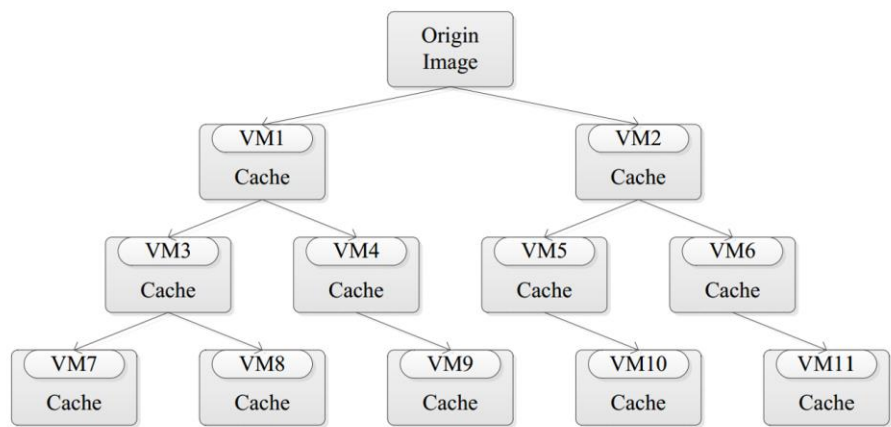 Origin
Image
VM1
Cache
VM2
Cache
VM3
Cache
VM4
Cache
VM5
Cache
VM6
Cache
VM7
Cache
VM8
Cache
VM9
Cache
VM10
Cache
VM11
Cache